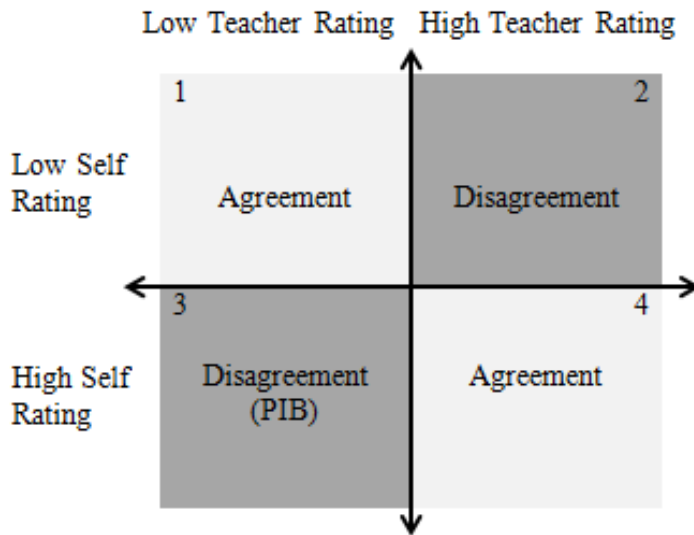 Low Teacher Rating High Teacher Rating
1 2
Low Self
Rating
Agreement Disagreement
3 4
High Self
Rating
Disagreement
(PIB)
Agreement